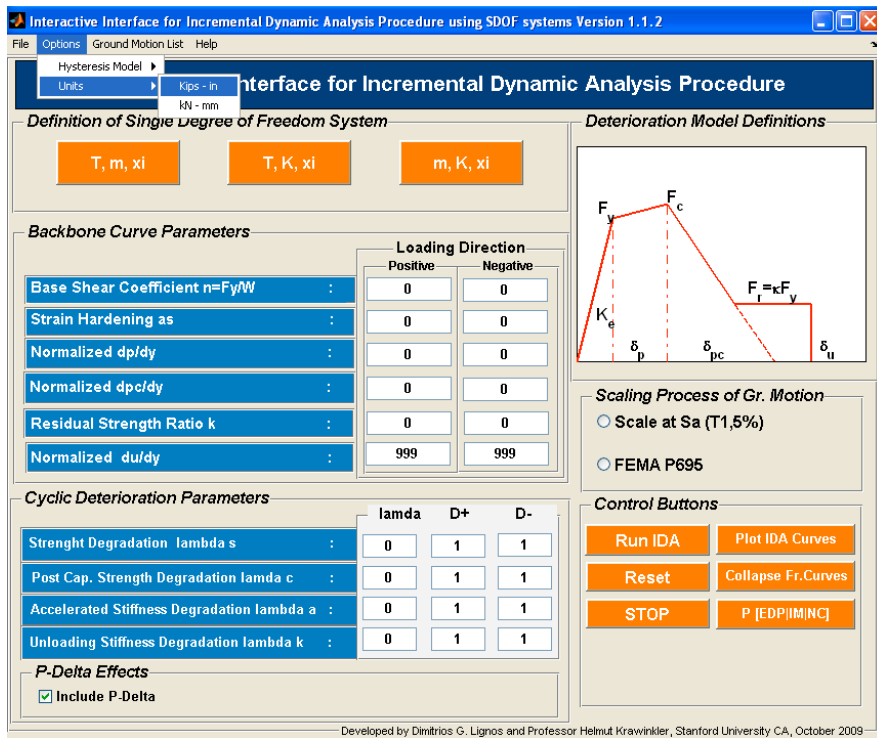 Interactive Interface for Incremental Dynamic Analysis Procedure using SDOF systems Version 1.1.2
File Options Ground Motion List Help
Hysteresis Model
Units
Kips - in
kN - mm
nterface for Incremental Dynamic Analysis Procedure
Definition of Single Degree of Freedom System
T, m, xi
T, K, xi
m, K, xi
Backbone Curve Parameters
Loading Direction
Positive Negative
Base Shear Coefficient n=Fy/W : 0 0
Strain Hardening as : 0 0
Normalized dp/dy : 0 0
Normalized dpc/dy : 0 0
Residual Strength Ratio k : 0 0
Normalized du/dy : 999 999
Cyclic Deterioration Parameters
lamda D+ D-
Strenght Degradation lambda s : 0 1 1
Post Cap. Strength Degradation lamda c : 0 1 1
Accelerated Stiffness Degradation lambda a : 0 1 1
Unloading Stiffness Degradation lambda k : 0 1 1
P-Delta Effects
Include P-Delta
Deterioration Model Definitions
Fy
Fc
Fr=κFy
Ke
δp
δpc
δu
Scaling Process of Gr. Motion
Scale at Sa (T1,5%)
FEMA P695
Control Buttons
Run IDA
Plot IDA Curves
Reset
Collapse Fr.Curves
STOP
P [EDP|IM|NC]
Developed by Dimitrios G. Lignos and Professor Helmut Krawinkler, Stanford University CA, October 2009